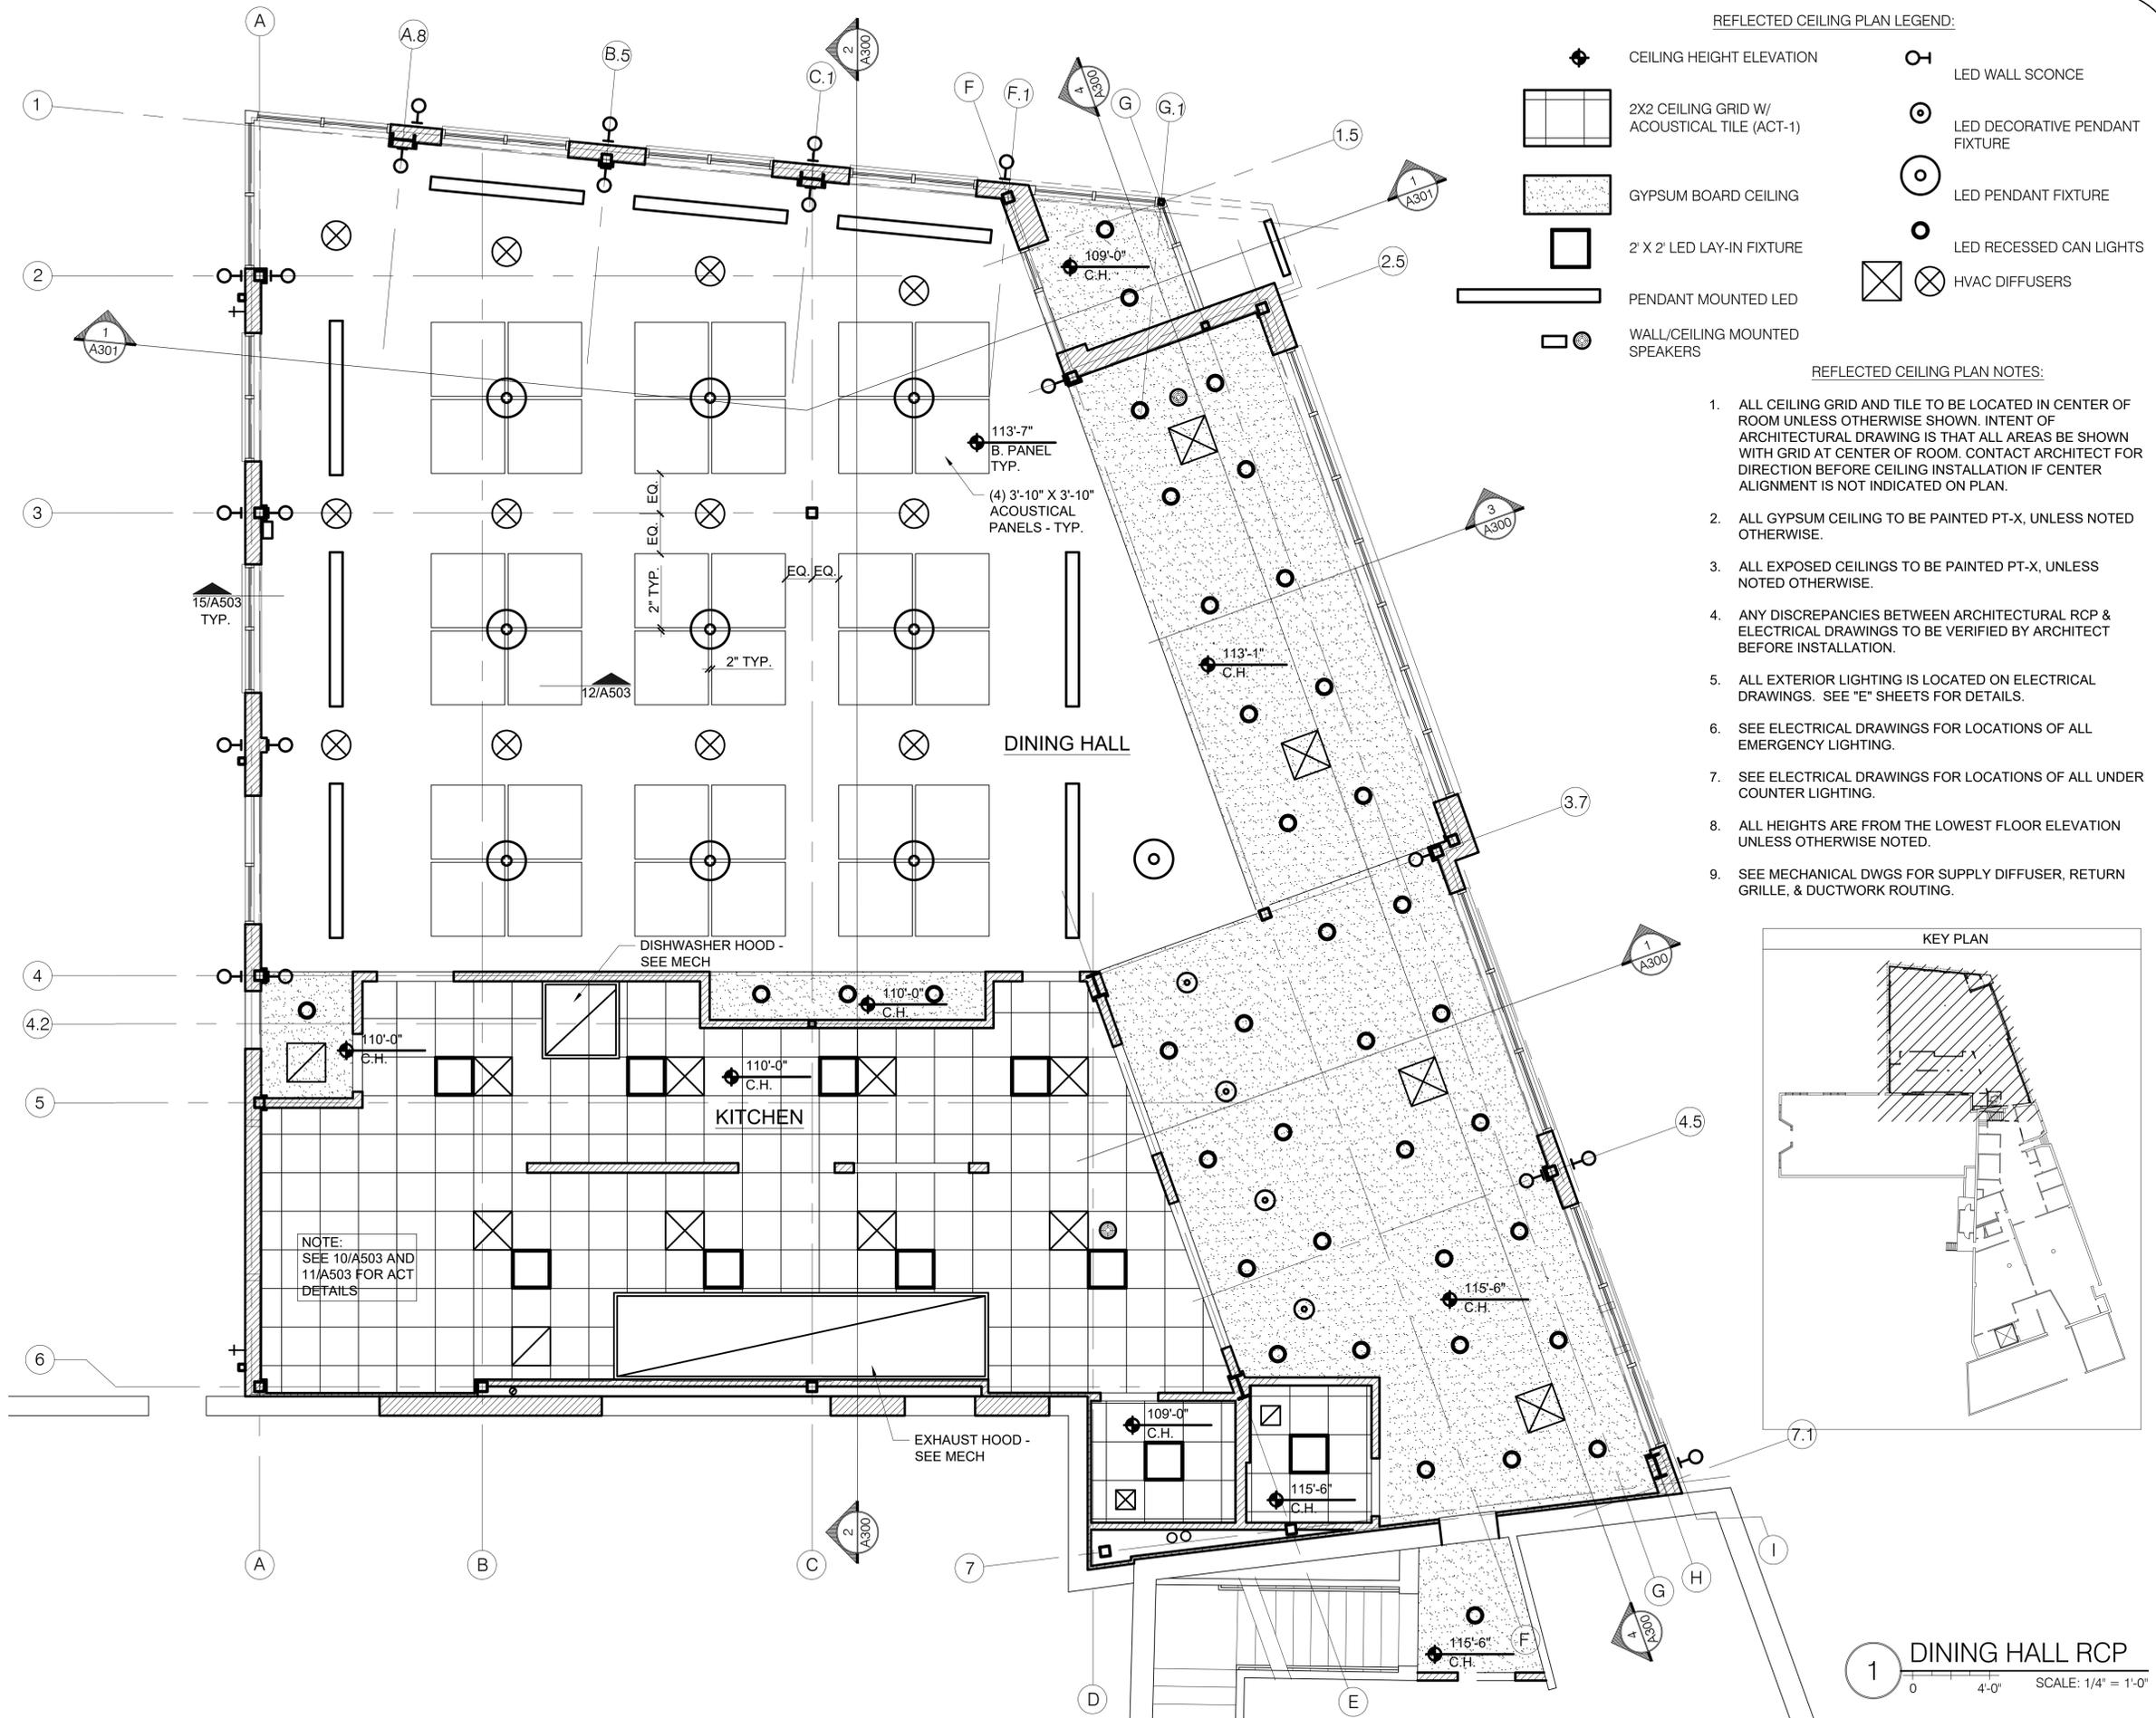 A
A.8
B.5
C.1
2
A300
F
F.1
4
A300
G
G.1
1.5
1
A301
2.5
1
2
1
A301
3
15/A503
TYP.
4
4.2
5
6
109'-0"
C.H.
113'-7"
B. PANEL
TYP.
(4) 3'-10" X 3'-10"
ACOUSTICAL
PANELS - TYP.
EQ.
EQ.
EQ.
EQ.
2" TYP.
2" TYP.
12/A503
DINING HALL
3
A300
113'-1"
C.H.
3.7
DISHWASHER HOOD -
SEE MECH
110'-0"
C.H.
110'-0"
C.H.
110'-0"
C.H.
KITCHEN
1
A300
4.5
NOTE:
SEE 10/A503 AND
11/A503 FOR ACT
DETAILS
115'-6"
C.H.
EXHAUST HOOD -
SEE MECH
109'-0"
C.H.
115'-6"
C.H.
7.1
2
A300
A
B
C
7
D
E
F
G
H
I
4
A300
115'-6"
C.H.
REFLECTED CEILING PLAN LEGEND:
CEILING HEIGHT ELEVATION
2X2 CEILING GRID W/
ACOUSTICAL TILE (ACT-1)
GYPSUM BOARD CEILING
2' X 2' LED LAY-IN FIXTURE
PENDANT MOUNTED LED
WALL/CEILING MOUNTED
SPEAKERS
LED WALL SCONCE
LED DECORATIVE PENDANT
FIXTURE
LED PENDANT FIXTURE
LED RECESSED CAN LIGHTS
HVAC DIFFUSERS
REFLECTED CEILING PLAN NOTES:
1. ALL CEILING GRID AND TILE TO BE LOCATED IN CENTER OF
ROOM UNLESS OTHERWISE SHOWN. INTENT OF
ARCHITECTURAL DRAWING IS THAT ALL AREAS BE SHOWN
WITH GRID AT CENTER OF ROOM. CONTACT ARCHITECT FOR
DIRECTION BEFORE CEILING INSTALLATION IF CENTER
ALIGNMENT IS NOT INDICATED ON PLAN.
2. ALL GYPSUM CEILING TO BE PAINTED PT-X, UNLESS NOTED
OTHERWISE.
3. ALL EXPOSED CEILINGS TO BE PAINTED PT-X, UNLESS
NOTED OTHERWISE.
4. ANY DISCREPANCIES BETWEEN ARCHITECTURAL RCP &
ELECTRICAL DRAWINGS TO BE VERIFIED BY ARCHITECT
BEFORE INSTALLATION.
5. ALL EXTERIOR LIGHTING IS LOCATED ON ELECTRICAL
DRAWINGS. SEE "E" SHEETS FOR DETAILS.
6. SEE ELECTRICAL DRAWINGS FOR LOCATIONS OF ALL
EMERGENCY LIGHTING.
7. SEE ELECTRICAL DRAWINGS FOR LOCATIONS OF ALL UNDER
COUNTER LIGHTING.
8. ALL HEIGHTS ARE FROM THE LOWEST FLOOR ELEVATION
UNLESS OTHERWISE NOTED.
9. SEE MECHANICAL DWGS FOR SUPPLY DIFFUSER, RETURN
GRILLE, & DUCTWORK ROUTING.
KEY PLAN
1
DINING HALL RCP
0 4'-0"
SCALE: 1/4" = 1'-0"